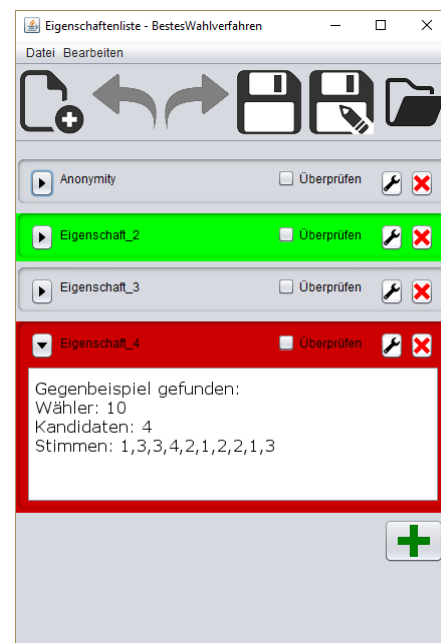 Eigenschaftenliste - BestesWahlverfahren
Datei Bearbeiten
Anonymity Überprüfen
Eigenschaft_2 Überprüfen
Eigenschaft_3 Überprüfen
Eigenschaft_4 Überprüfen
Gegenbeispiel gefunden:
Wähler: 10
Kandidaten: 4
Stimmen: 1,3,3,4,2,1,2,2,1,3